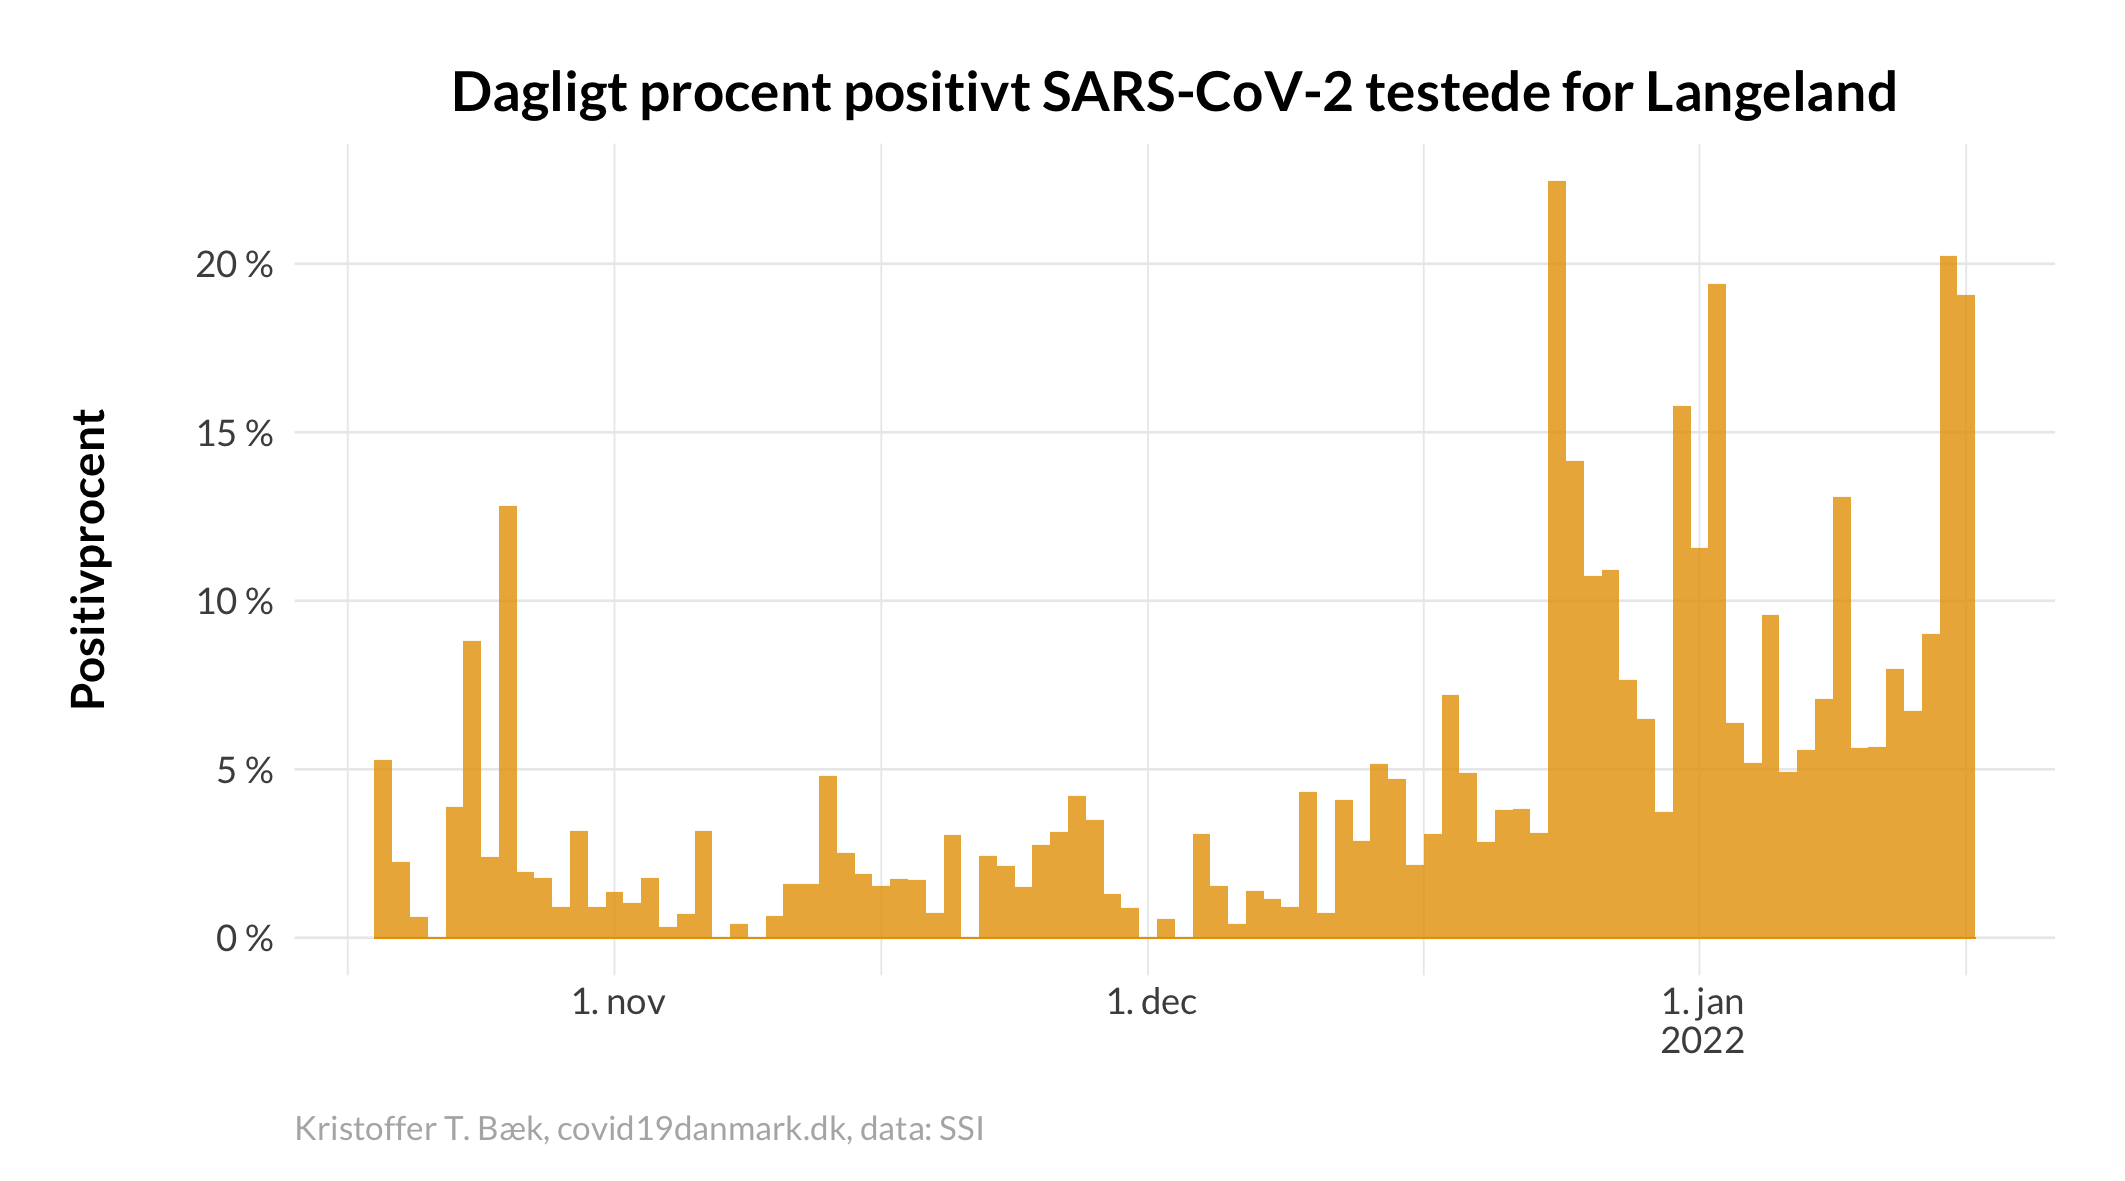 Dagligt procent positivt SARS-CoV-2 testede for Langeland
Positivprocent
20 %
15 %
10 %
5 %
0 %
1. nov
1. dec
1. jan
2022
Kristoffer T. Bæk, covid19danmark.dk, data: SSI